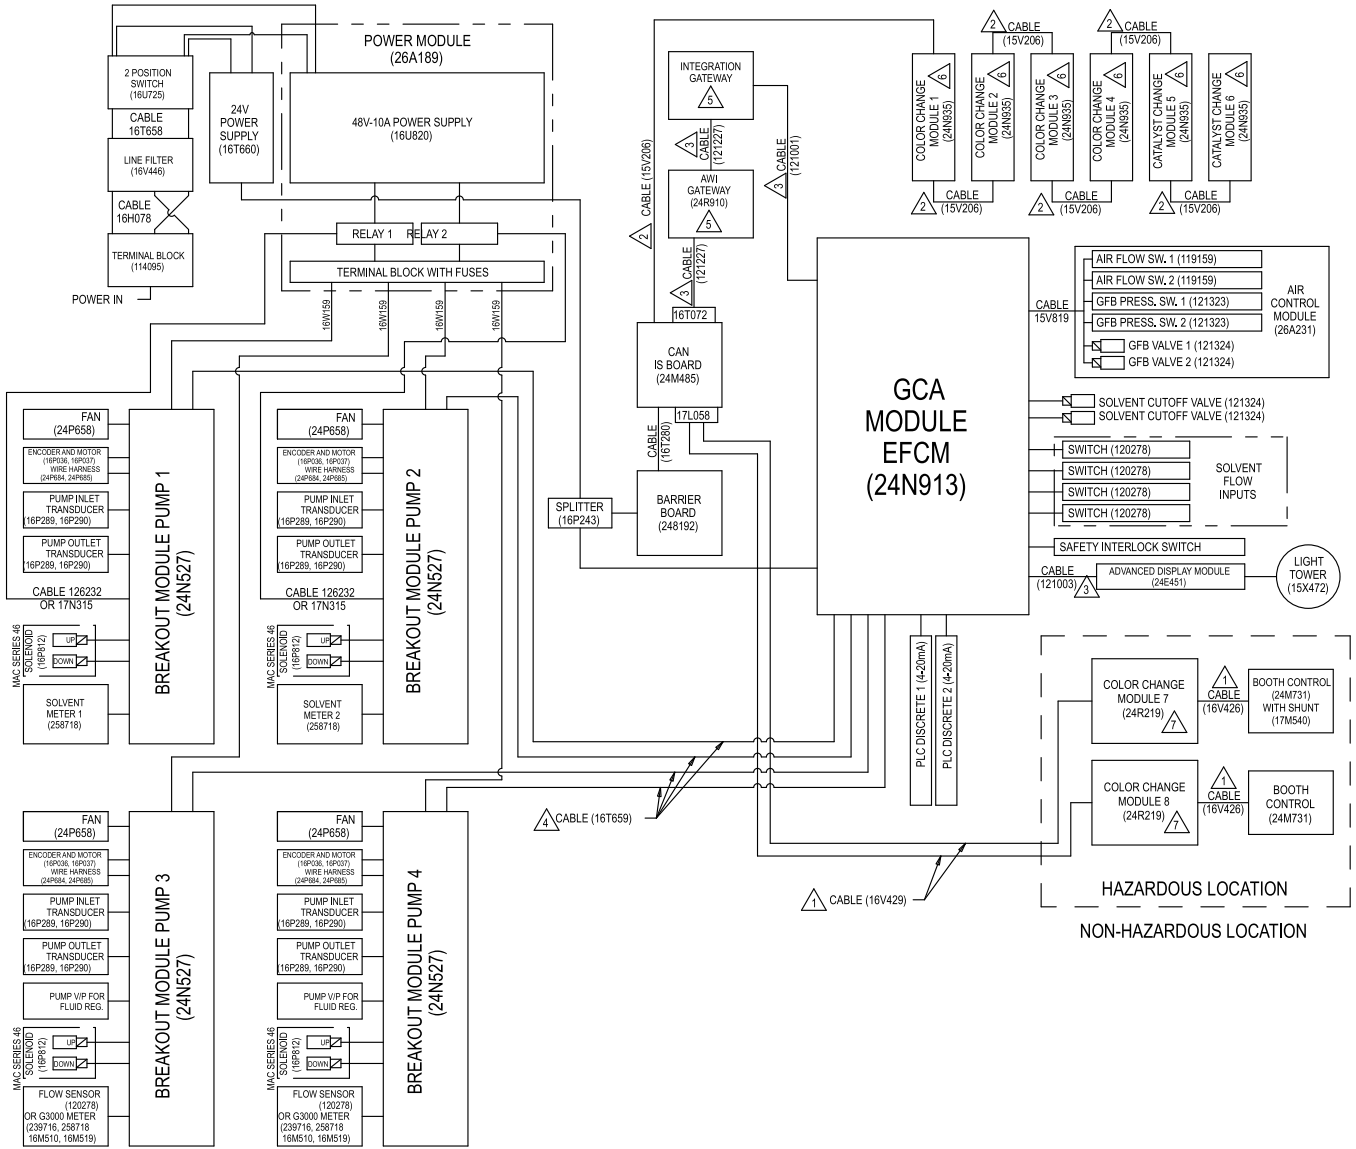 POWER MODULE
(26A189)
2 POSITION
SWITCH
(16U725)
CABLE
16T658
LINE FILTER
(16V446)
CABLE
16H078
TERMINAL BLOCK
(114095)
POWER IN
24V
POWER
SUPPLY
(16T660)
48V-10A POWER SUPPLY
(16U820)
RELAY 1
RELAY 2
TERMINAL BLOCK WITH FUSES
16W159
16W159
16W159
16W159
INTEGRATION
GATEWAY
5
3
CABLE
(121227)
AWI
GATEWAY
(24R910)
5
3
CABLE
(121227)
2
CABLE (15V206)
3
CABLE
(121001)
16T072
CAN
IS BOARD
(24M485)
17L058
CABLE
(16T280)
BARRIER
BOARD
(248192)
SPLITTER
(16P243)
2
CABLE
(15V206)
2
CABLE
(15V206)
COLOR CHANGE
MODULE 1
(24N935)
6
COLOR CHANGE
MODULE 2
(24N935)
6
COLOR CHANGE
MODULE 3
(24N935)
6
COLOR CHANGE
MODULE 4
(24N935)
6
CATALYST CHANGE
MODULE 5
(24N935)
6
CATALYST CHANGE
MODULE 6
(24N935)
6
2
CABLE
(15V206)
2
CABLE
(15V206)
2
CABLE
(15V206)
GCA
MODULE
EFCM
(24N913)
CABLE
15V819
AIR FLOW SW. 1 (119159)
AIR FLOW SW. 2 (119159)
GFB PRESS. SW. 1 (121323)
GFB PRESS. SW. 2 (121323)
GFB VALVE 1 (121324)
GFB VALVE 2 (121324)
AIR
CONTROL
MODULE
(26A231)
SOLVENT CUTOFF VALVE (121324)
SOLVENT CUTOFF VALVE (121324)
SWITCH (120278)
SWITCH (120278)
SWITCH (120278)
SWITCH (120278)
SOLVENT
FLOW
INPUTS
SAFETY INTERLOCK SWITCH
CABLE
(121003)
3
ADVANCED DISPLAY MODULE
(24E451)
LIGHT
TOWER
(15X472)
PLC DISCRETE 1 (4-20mA)
PLC DISCRETE 2 (4-20mA)
COLOR CHANGE
MODULE 7
(24R219)
7
1
CABLE
(16V426)
BOOTH CONTROL
(24M731)
WITH SHUNT
(17M540)
COLOR CHANGE
MODULE 8
(24R219)
7
1
CABLE
(16V426)
BOOTH
CONTROL
(24M731)
HAZARDOUS LOCATION
NON-HAZARDOUS LOCATION
4
CABLE (16T659)
1
CABLE (16V429)
FAN
(24P658)
ENCODER AND MOTOR
(16P036, 16P037)
WIRE HARNESS
(24P684, 24P685)
PUMP INLET
TRANSDUCER
(16P289, 16P290)
PUMP OUTLET
TRANSDUCER
(16P289, 16P290)
CABLE 126232
OR 17N315
MAC SERIES 46
SOLENOID
(16P812)
UP
DOWN
SOLVENT
METER 1
(258718)
BREAKOUT MODULE PUMP 1
(24N527)
FAN
(24P658)
ENCODER AND MOTOR
(16P036, 16P037)
WIRE HARNESS
(24P684, 24P685)
PUMP INLET
TRANSDUCER
(16P289, 16P290)
PUMP OUTLET
TRANSDUCER
(16P289, 16P290)
CABLE 126232
OR 17N315
MAC SERIES 46
SOLENOID
(16P812)
UP
DOWN
SOLVENT
METER 2
(258718)
BREAKOUT MODULE PUMP 2
(24N527)
FAN
(24P658)
ENCODER AND MOTOR
(16P036, 16P037)
WIRE HARNESS
(24P684, 24P685)
PUMP INLET
TRANSDUCER
(16P289, 16P290)
PUMP OUTLET
TRANSDUCER
(16P289, 16P290)
PUMP V/P FOR
FLUID REG.
MAC SERIES 46
SOLENOID
(16P812)
UP
DOWN
FLOW SENSOR
(120278)
OR G3000 METER
(239716, 258718
16M510, 16M519)
BREAKOUT MODULE PUMP 3
(24N527)
FAN
(24P658)
ENCODER AND MOTOR
(16P036, 16P037)
WIRE HARNESS
(24P684, 24P685)
PUMP INLET
TRANSDUCER
(16P289, 16P290)
PUMP OUTLET
TRANSDUCER
(16P289, 16P290)
PUMP V/P FOR
FLUID REG.
MAC SERIES 46
SOLENOID
(16P812)
UP
DOWN
FLOW SENSOR
(120278)
OR G3000 METER
(239716, 258718
16M510, 16M519)
BREAKOUT MODULE PUMP 4
(24N527)